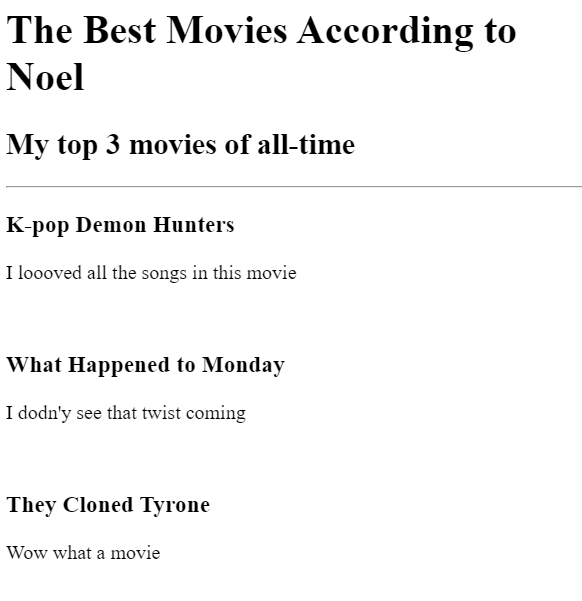 The Best Movies According to
Noel
My top 3 movies of all-time
K-pop Demon Hunters
I loooved all the songs in this movie
What Happened to Monday
I dodn'y see that twist coming
They Cloned Tyrone
Wow what a movie